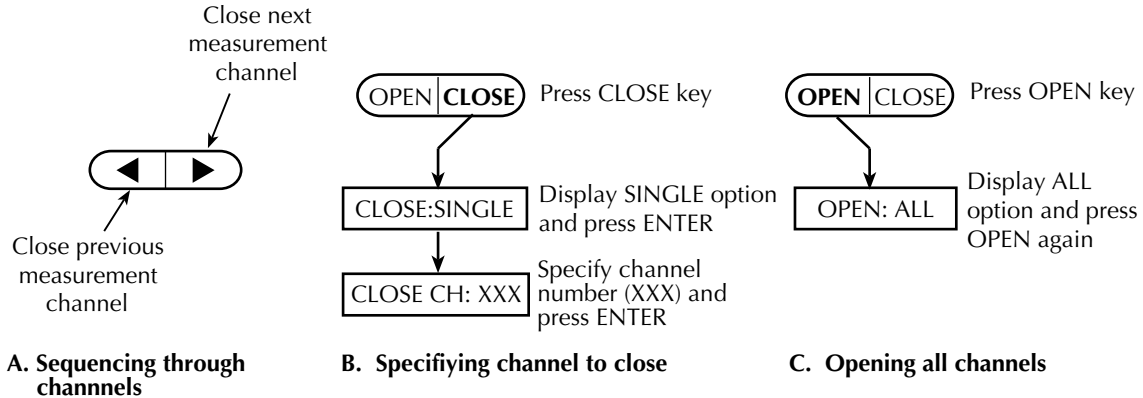 Close next
measurement
channel
Close previous
measurement
channel
A. Sequencing through
channnels
OPEN CLOSE
Press CLOSE key
CLOSE:SINGLE
Display SINGLE option
and press ENTER
CLOSE CH: XXX
Specify channel
number (XXX) and
press ENTER
B. Specifiying channel to close
OPEN CLOSE
Press OPEN key
OPEN: ALL
Display ALL
option and press
OPEN again
C. Opening all channels